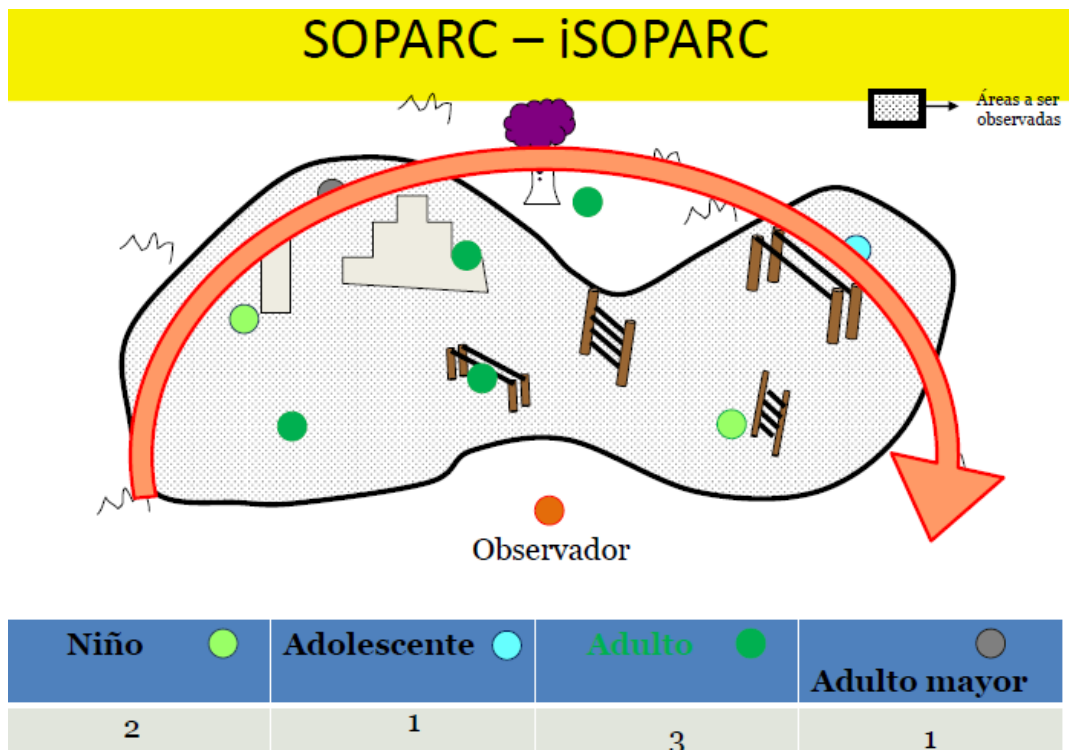 SOPARC – iSOPARC
Áreas a ser
observadas
Observador
Niño
Adolescente
Adulto
Adulto mayor
2
1
3
1